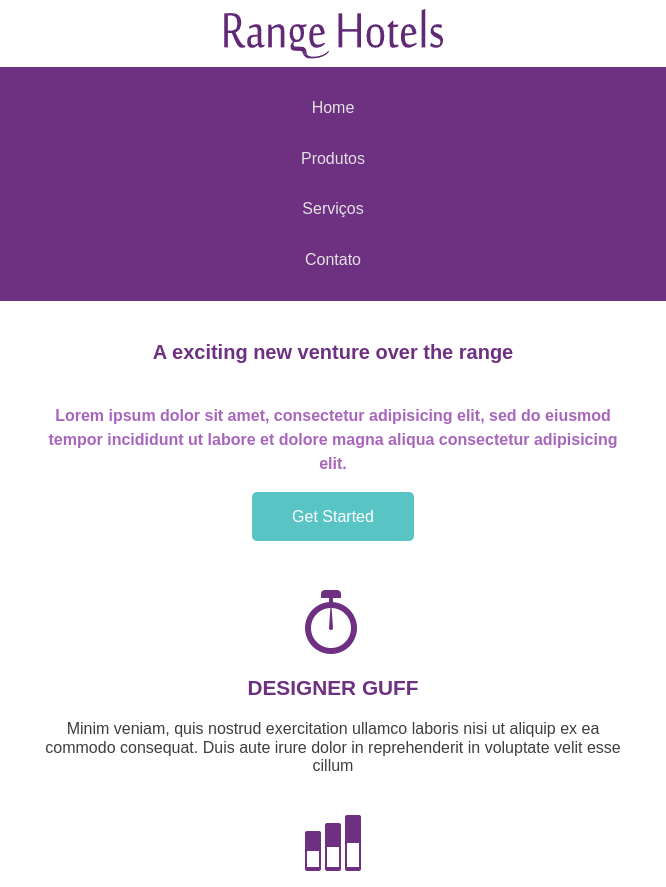 Range Hotels
Home
Produtos
Serviços
Contato
A exciting new venture over the range
Lorem ipsum dolor sit amet, consectetur adipisicing elit, sed do eiusmod
tempor incididunt ut labore et dolore magna aliqua consectetur adipisicing
elit.
Get Started
DESIGNER GUFF
Minim veniam, quis nostrud exercitation ullamco laboris nisi ut aliquip ex ea
commodo consequat. Duis aute irure dolor in reprehenderit in voluptate velit esse
cillum